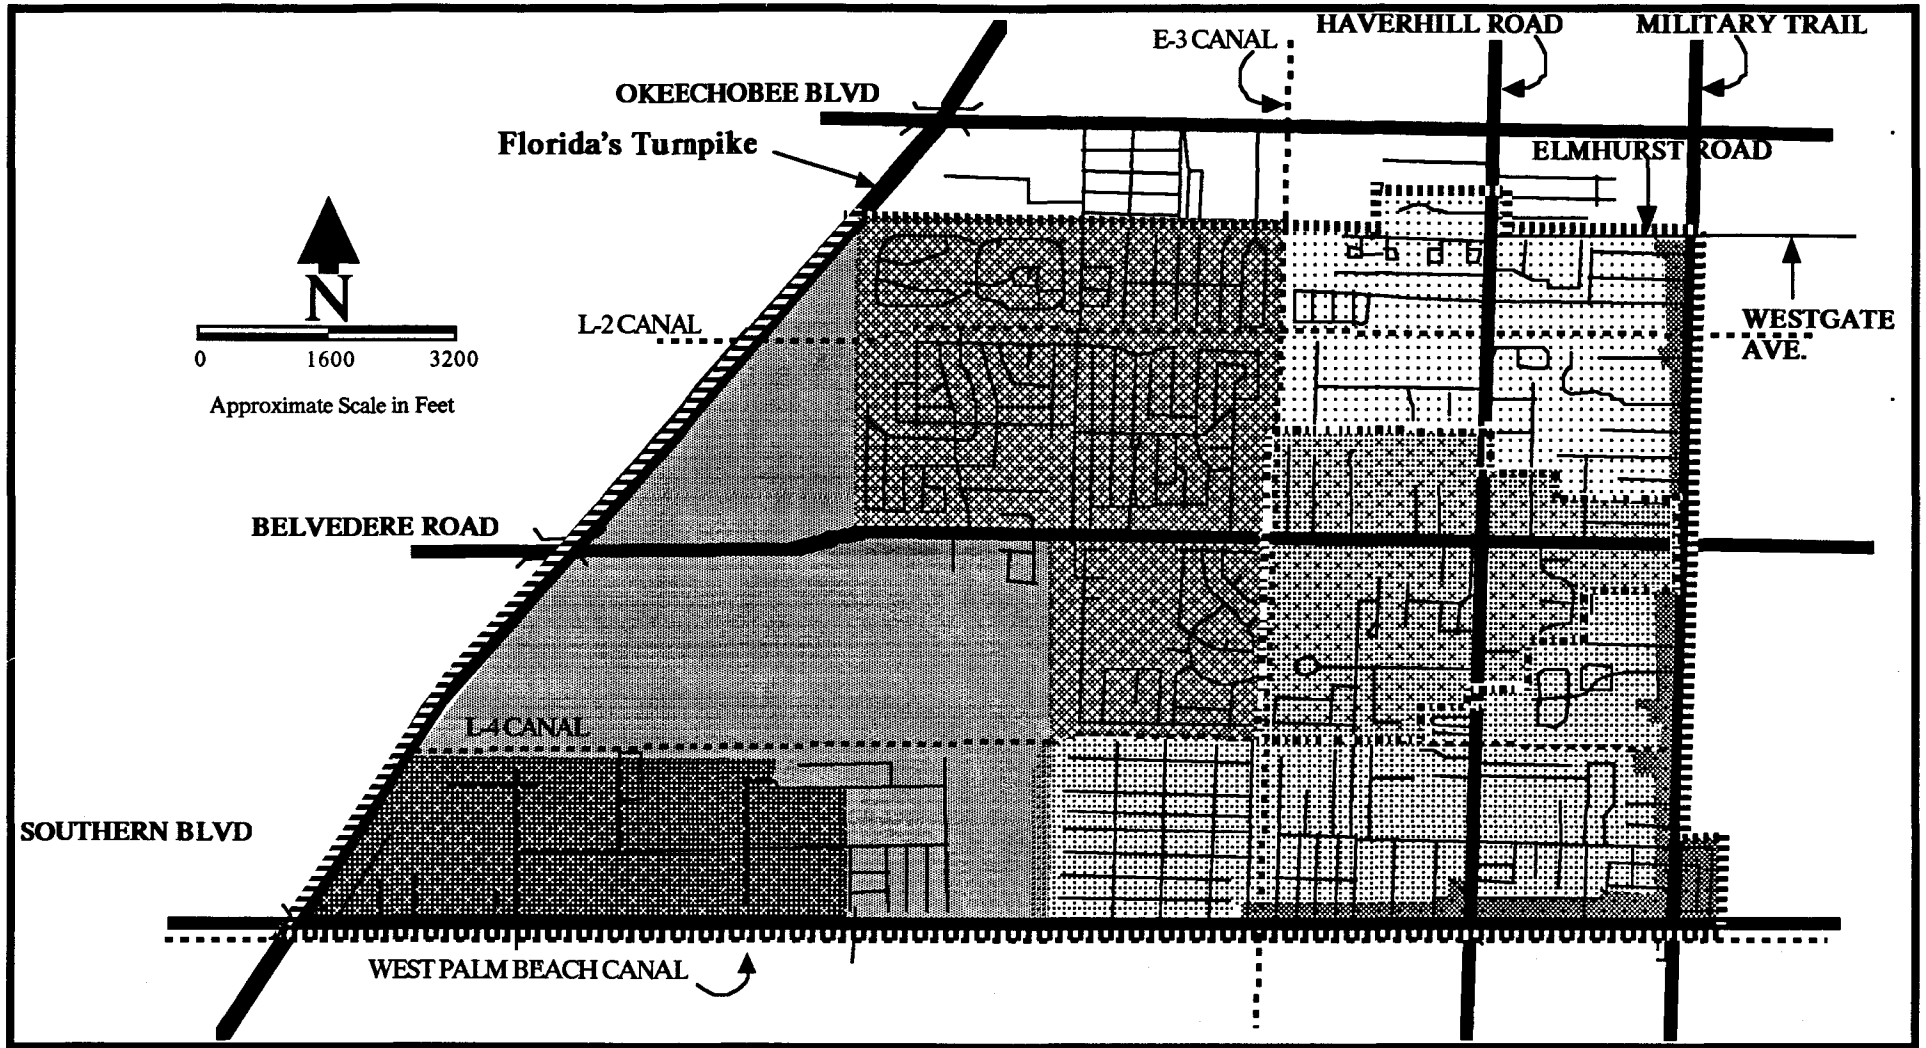 HAVERHILL ROAD
MILITARY TRAIL
E-3 CANAL
OKEECHOBEE BLVD
Florida's Turnpike
ELMHURST ROAD
N
L-2 CANAL
WESTGATE
AVE.
0 1600 3200
Approximate Scale in Feet
BELVEDERE ROAD
L-4 CANAL
SOUTHERN BLVD
WEST PALM BEACH CANAL